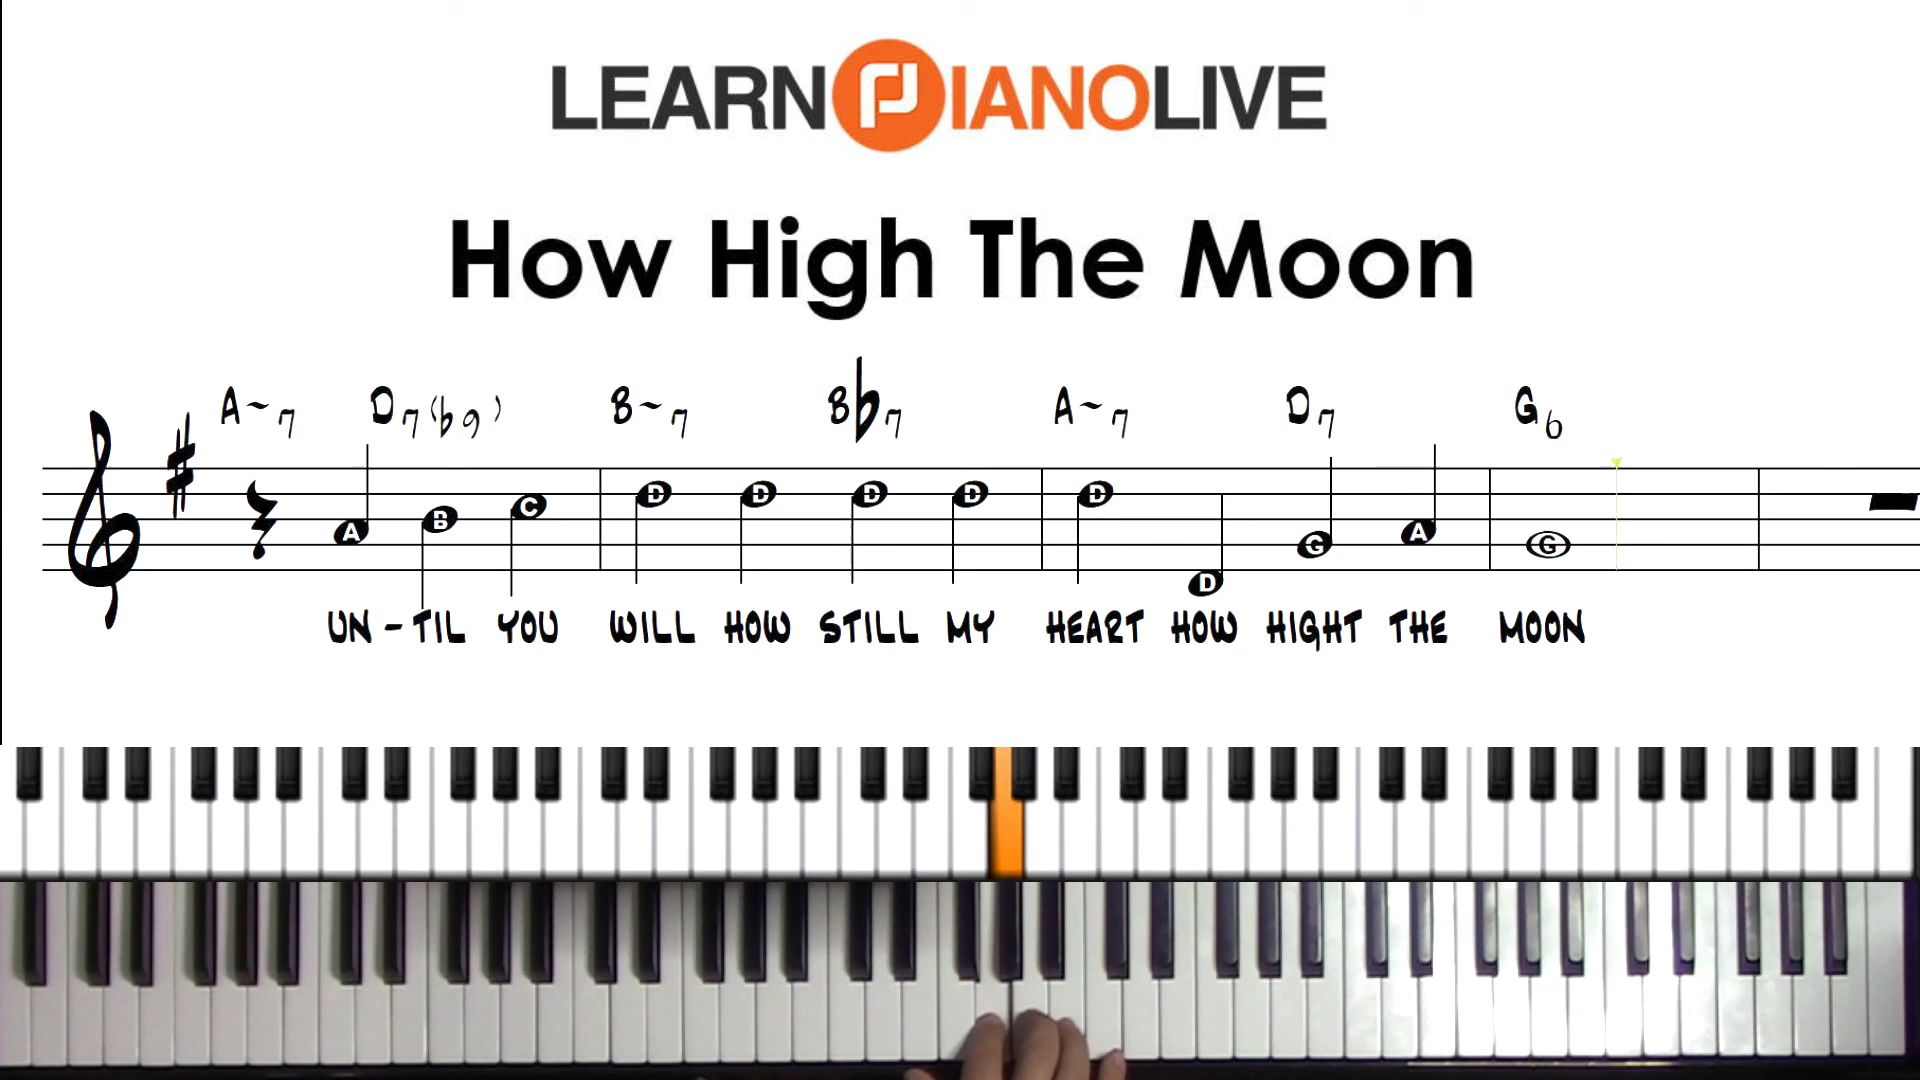 LEARNPIANOLIVE
How High The Moon
A~7 D7(b9) B~7 Bb7 A~7 D7 G6
A B C D D D D D D G A G
UN-TIL YOU WILL HOW STILL MY HEART HOW HIGHT THE MOON